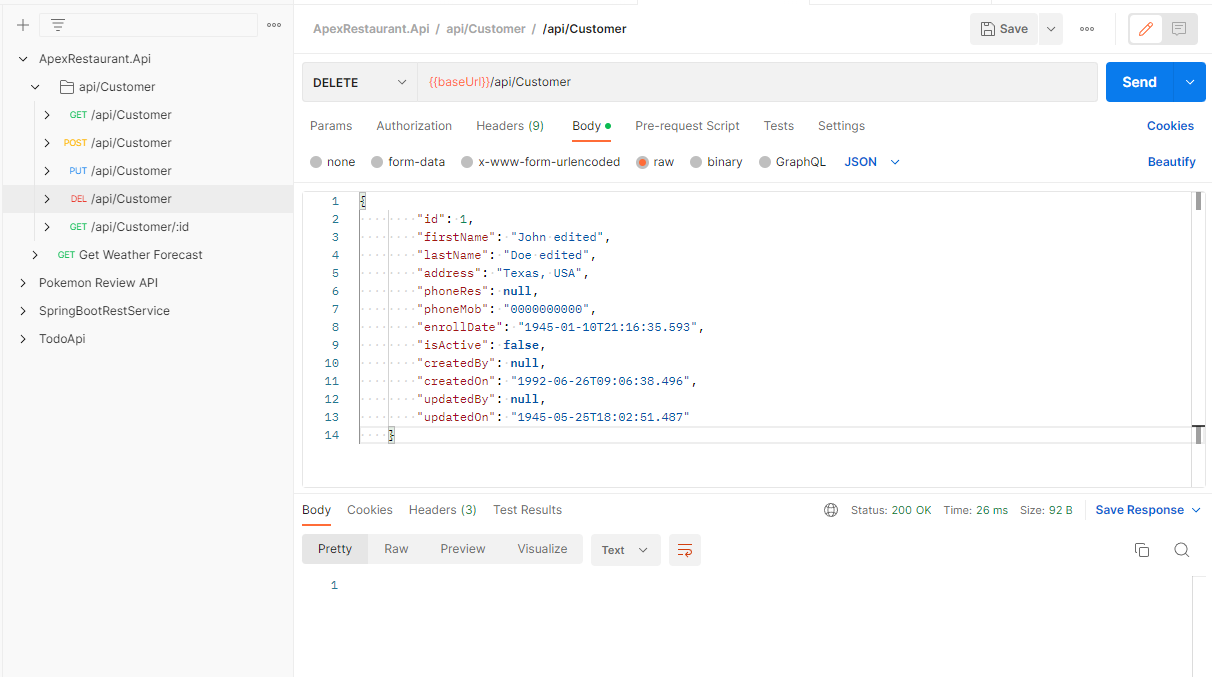 ApexRestaurant.Api
api/Customer
GET /api/Customer
POST /api/Customer
PUT /api/Customer
DEL /api/Customer
GET /api/Customer/:id
GET Get Weather Forecast
Pokemon Review API
SpringBootRestService
TodoApi
ApexRestaurant.Api / api/Customer / /api/Customer
Save
DELETE {{baseUrl}}/api/Customer
Send
Params Authorization Headers (9) Body Pre-request Script Tests Settings Cookies
none form-data x-www-form-urlencoded raw binary GraphQL JSON Beautify
1 {
2 "id": 1,
3 "firstName": "John edited",
4 "lastName": "Doe edited",
5 "address": "Texas, USA",
6 "phoneRes": null,
7 "phoneMob": "0000000000",
8 "enrollDate": "1945-01-10T21:16:35.593",
9 "isActive": false,
10 "createdBy": null,
11 "createdOn": "1992-06-26T09:06:38.496",
12 "updatedBy": null,
13 "updatedOn": "1945-05-25T18:02:51.487"
14 }
Body Cookies Headers (3) Test Results Status: 200 OK Time: 26 ms Size: 92 B Save Response
Pretty Raw Preview Visualize Text
1